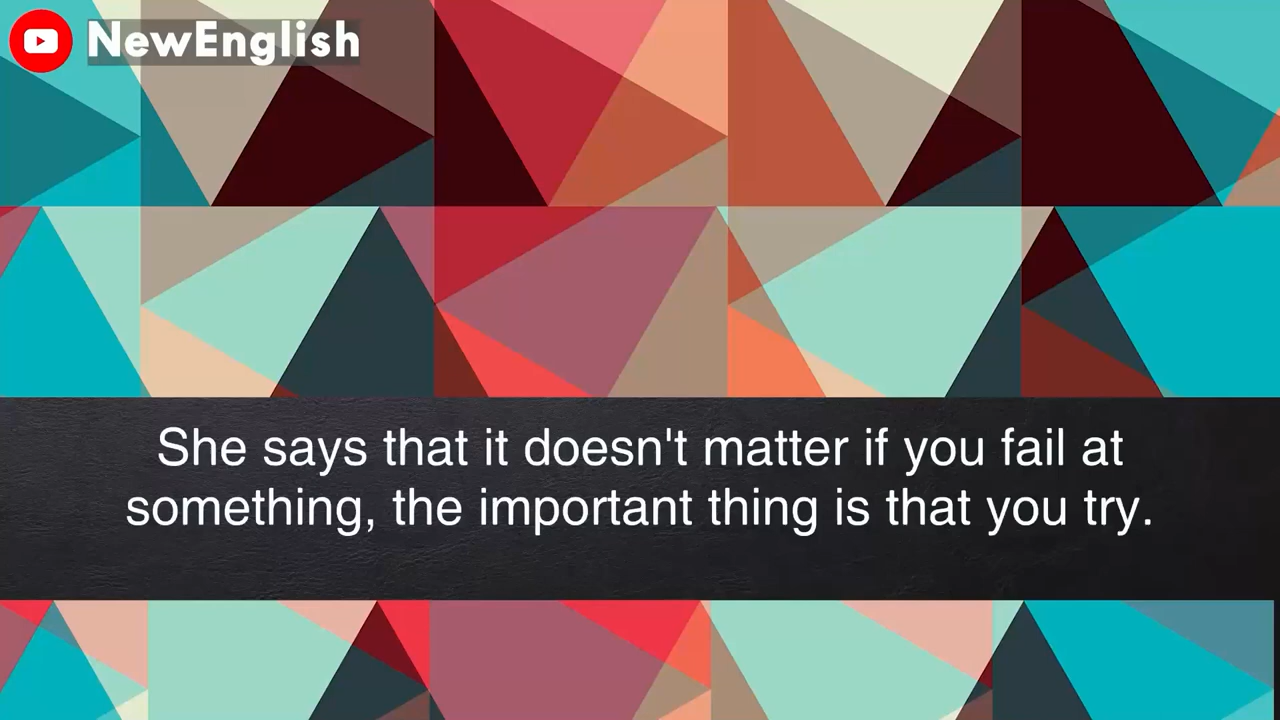 NewEnglish
She says that it doesn't matter if you fail at
something, the important thing is that you try.